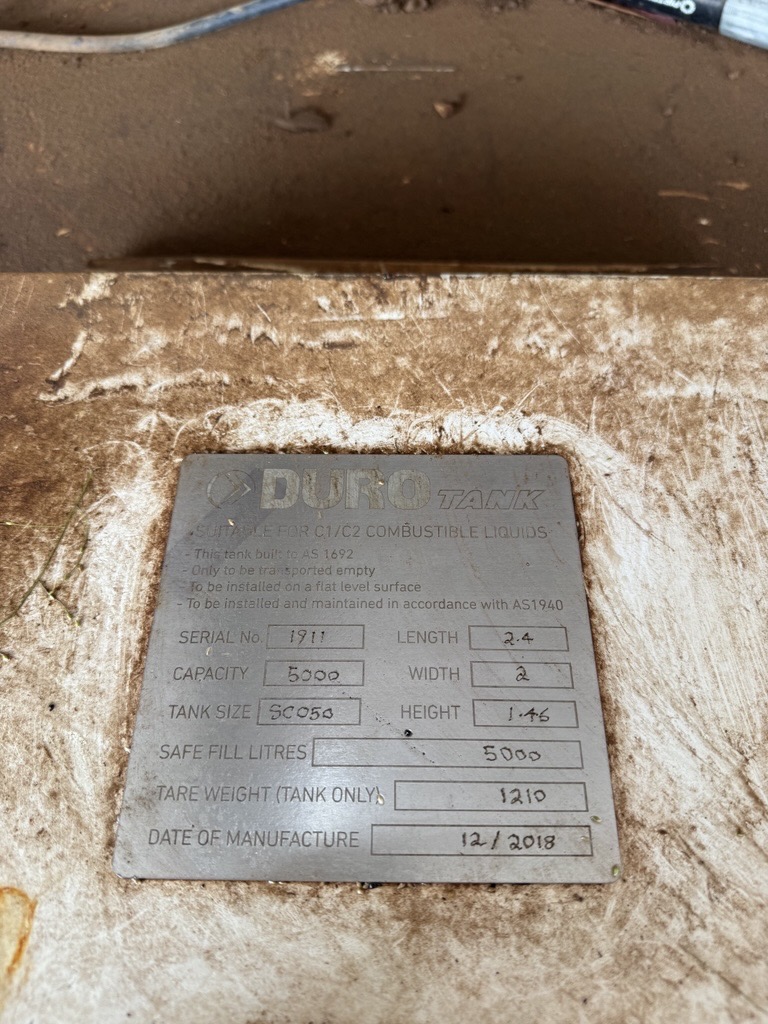 DURO TANK
SUITABLE FOR C1/C2 COMBUSTIBLE LIQUIDS
- This tank built to AS 1692
- Only to be transported empty
To be installed on a flat level surface
- To be installed and maintained in accordance with AS1940
SERIAL No. 1911 LENGTH 2.4
CAPACITY 5000 WIDTH 2
TANK SIZE SC050 HEIGHT 1.46
SAFE FILL LITRES 5000
TARE WEIGHT (TANK ONLY) 1210
DATE OF MANUFACTURE 12/2018